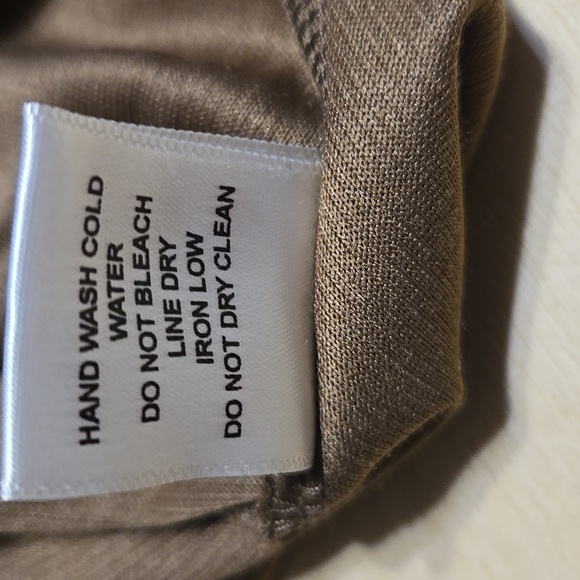 HAND WASH COLD
WATER
DO NOT BLEACH
LINE DRY
IRON LOW
DO NOT DRY CLEAN